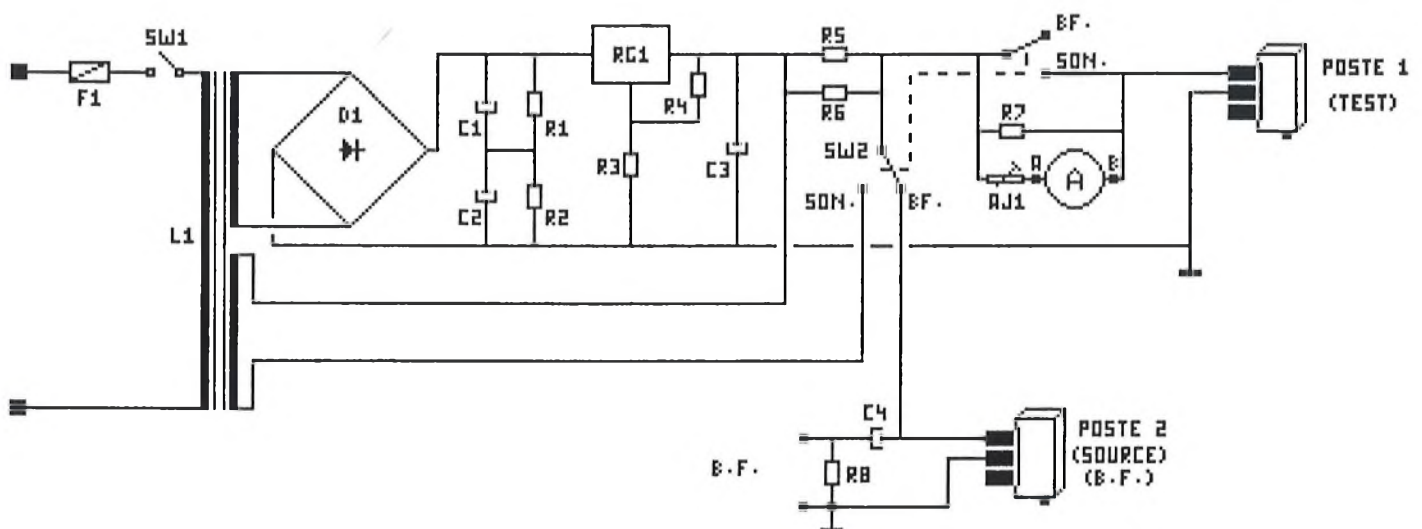 SW1
F1
L1
D1
C1
C2
R1
R2
RG1
R3
R4
C3
R5
R6
SW2
SON.
BF.
BF.
SON.
R7
A
A
B
AJ1
POSTE 1
(TEST)
B.F.
C4
R8
POSTE 2
(SOURCE)
(B.F.)